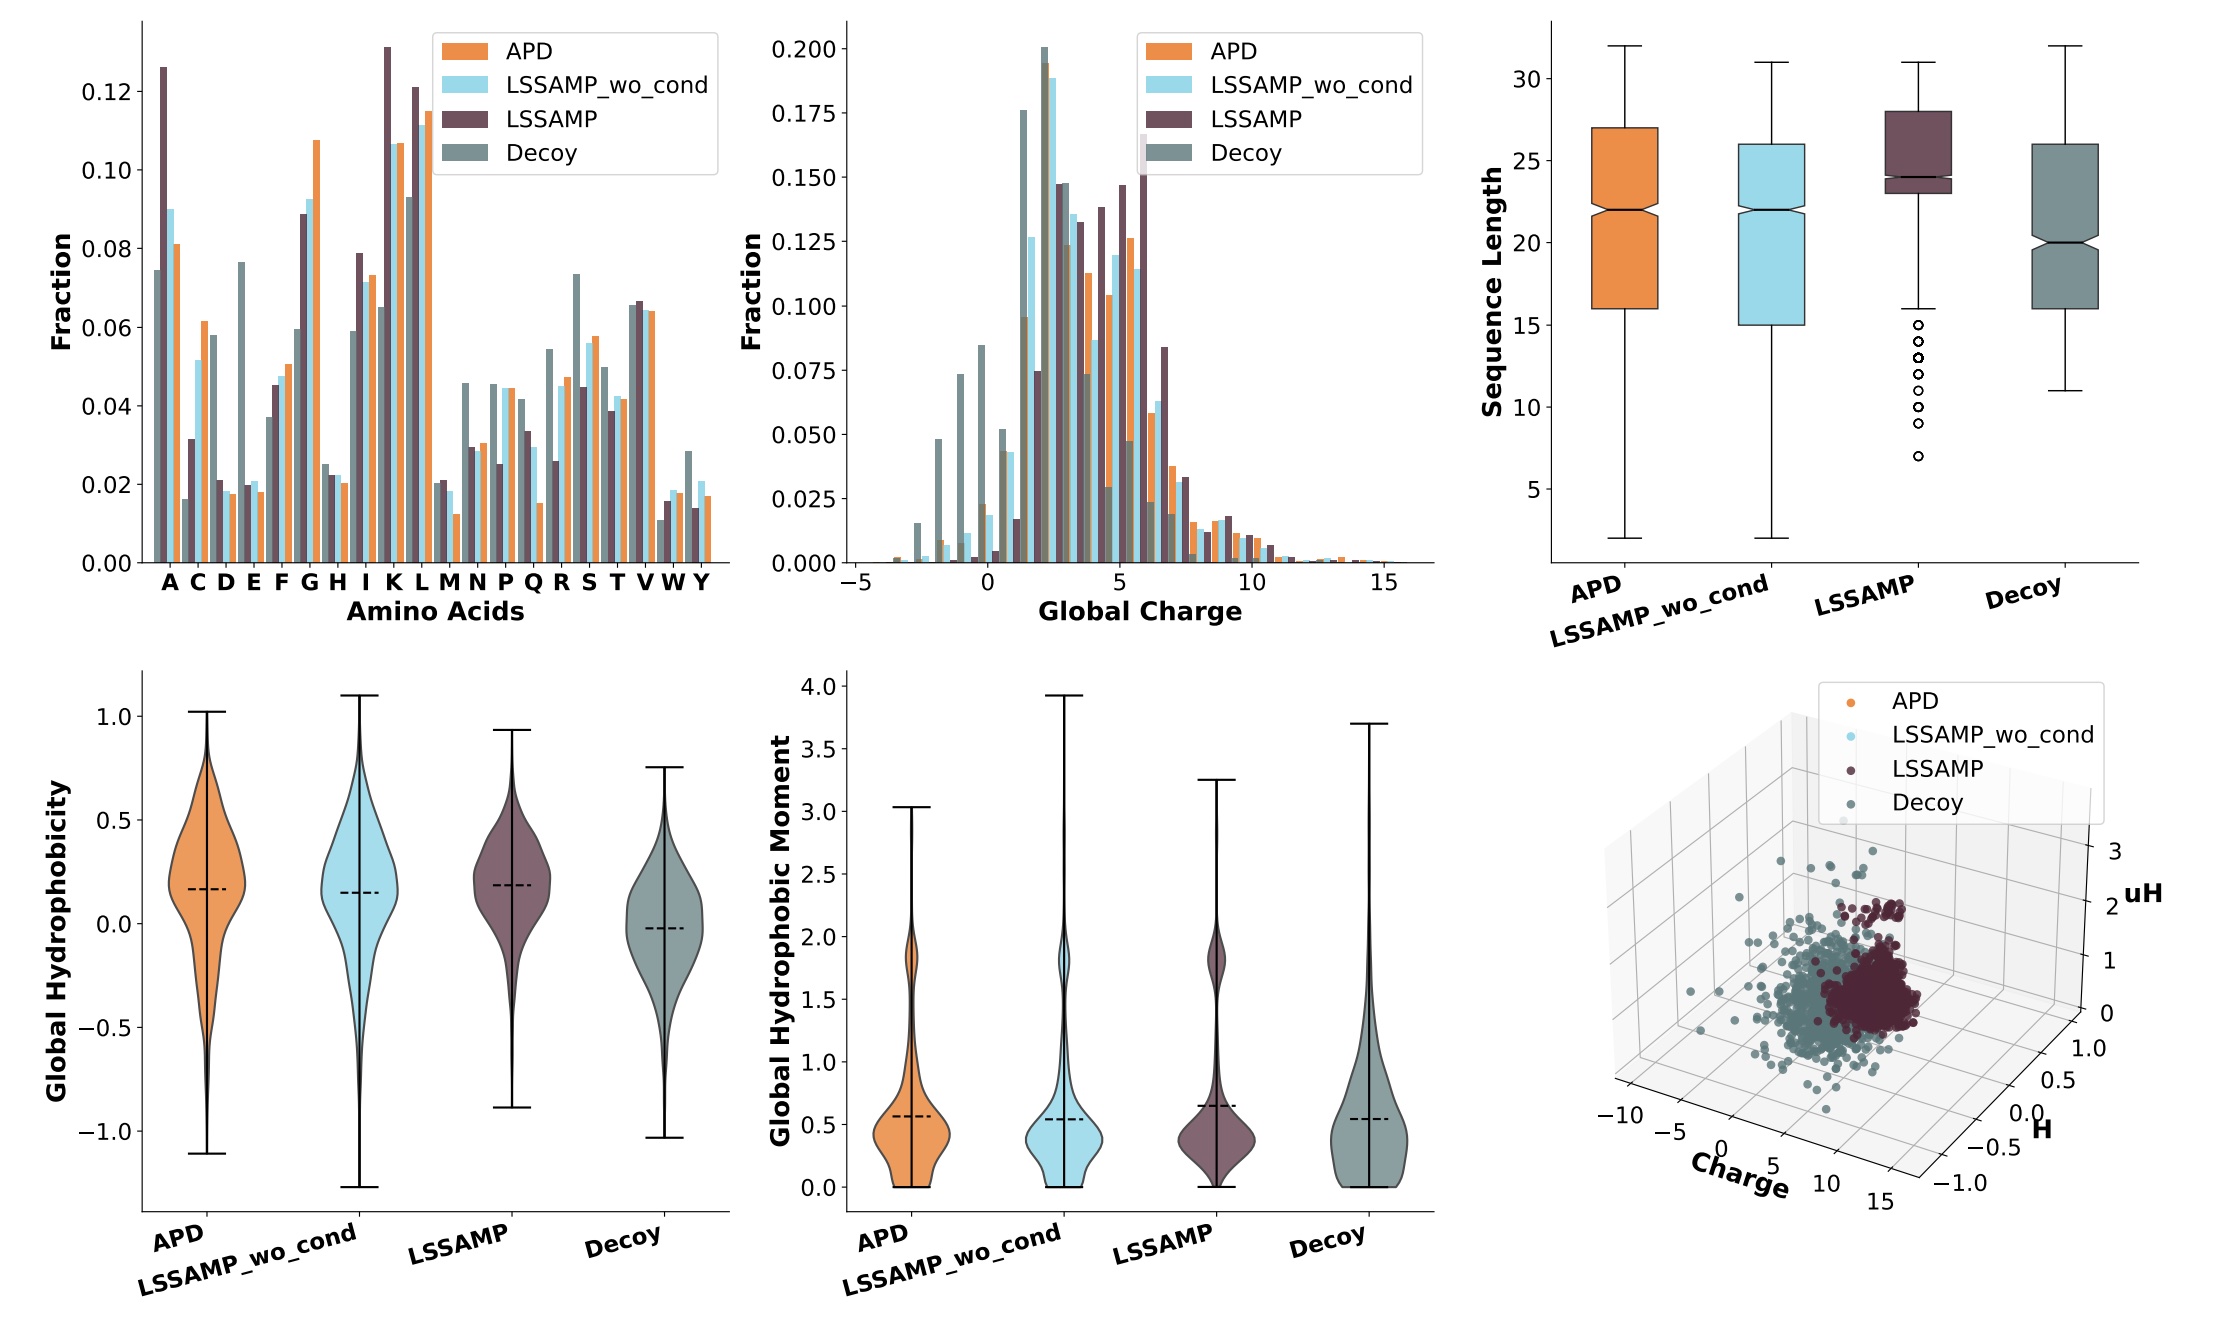 APD
LSSAMP_wo_cond
LSSAMP
Decoy
0.12
0.10
0.08
0.06
0.04
0.02
0.00
Fraction
A C D E F G H I K L M N P Q R S T V W Y
Amino Acids
APD
LSSAMP_wo_cond
LSSAMP
Decoy
0.200
0.175
0.150
0.125
0.100
0.075
0.050
0.025
0.000
Fraction
−5 0 5 10 15
Global Charge
30
25
20
15
10
5
Sequence Length
APD
LSSAMP_wo_cond
LSSAMP
Decoy
1.0
0.5
0.0
−0.5
−1.0
Global Hydrophobicity
APD
LSSAMP_wo_cond
LSSAMP
Decoy
4.0
3.5
3.0
2.5
2.0
1.5
1.0
0.5
0.0
Global Hydrophobic Moment
APD
LSSAMP_wo_cond
LSSAMP
Decoy
APD
LSSAMP_wo_cond
LSSAMP
Decoy
3
2
1
0
uH
1.0
0.5
0.0
−0.5
−1.0
H
−10
−5
0
5
10
15
Charge